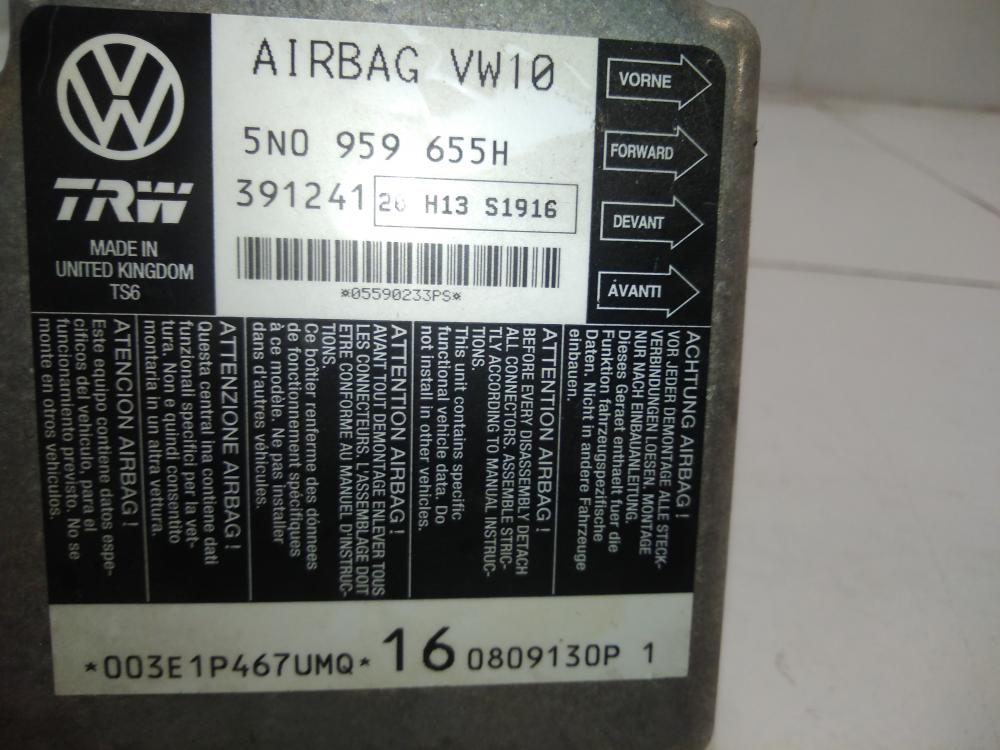 AIRBAG VW10
5N0 959 655H
391241
20 H13 S1916
*05590233PS*
VW
TRW
MADE IN
UNITED KINGDOM
TS6
VORNE
FORWARD
DEVANT
AVANTI
ACHTUNG AIRBAG !
VOR JEDER DEMONTAGE ALLE STECK-
VERBINDUNGEN LOESEN, MONTAGE
NUR NACH EINBAUANLEITUNG.
Dieses Geraet enthaelt fuer die
Funktion fahrzeugspezifische
Daten. Nicht in andere Fahrzeuge
einbauen.
ATTENTION AIRBAG !
BEFORE EVERY DISASSEMBLY DETACH
ALL CONNECTORS, ASSEMBLE STRIC-
TLY ACCORDING TO MANUAL INSTRUC-
TIONS.
This unit contains specific
functional vehicle data. Do
not install in other vehicles.
ATTENTION AIRBAG !
AVANT TOUT DEMONTAGE ENLEVER TOUS
LES CONNECTEURS, L'ASSEMBLAGE DOIT
ETRE CONFORME AU MANUEL D'INSTRUC-
TIONS.
Ce boîtier renferme des données
de fonctionnement spécifiques
à ce modèle. Ne pas installer
dans d'autres véhicules.
ATTENZIONE AIRBAG !
Questa central ina contiene dati
funzionali specifici per la vet-
tura. Non e quindi consentito
montaria in un altra vettura.
ATENCION AIRBAG !
Este equipo contiene datos espe-
cíficos del vehiculo, para el
funcionamiento previsto. No se
monte en otros vehículos.
*003E1P467UMQ* 16 0809130P 1